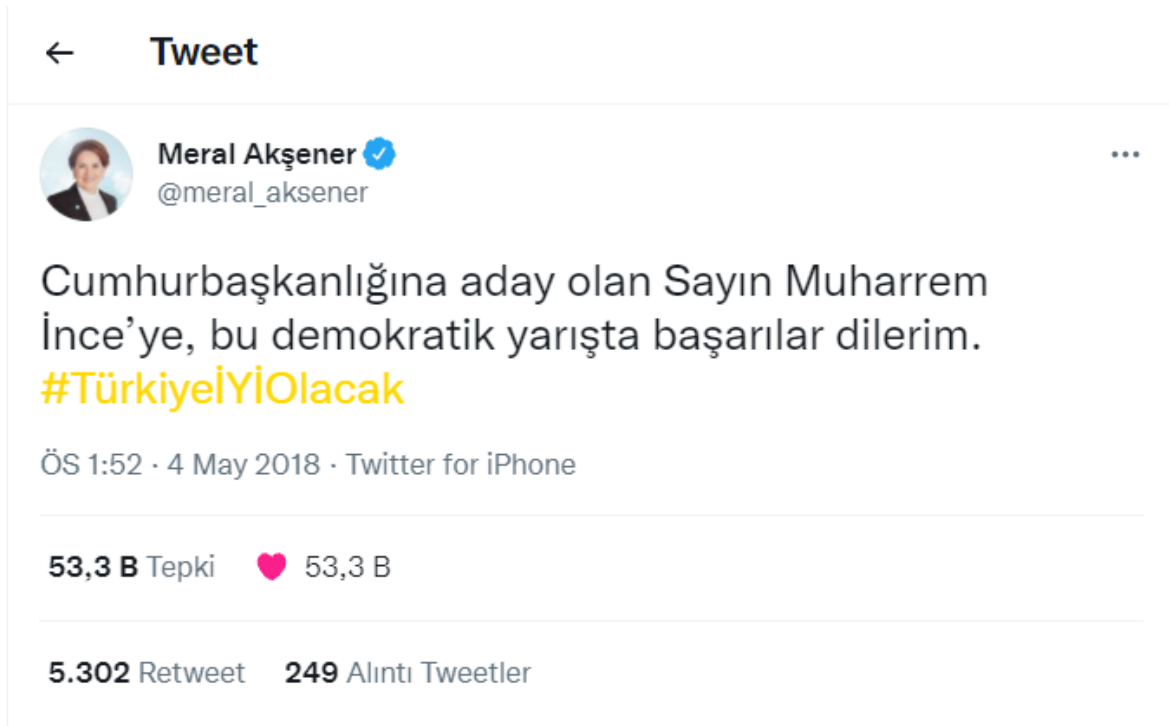 Tweet
Meral Akşener
@meral_aksener
Cumhurbaşkanlığına aday olan Sayın Muharrem
İnce’ye, bu demokratik yarışta başarılar dilerim.
#TürkiyeİYİOlacak
ÖS 1:52 · 4 May 2018 · Twitter for iPhone
53,3 B Tepki 53,3 B
5.302 Retweet 249 Alıntı Tweetler